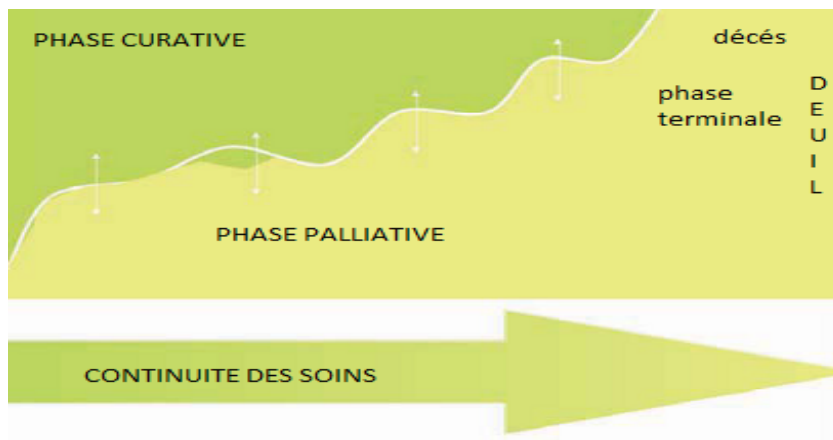 PHASE CURATIVE
décés
phase
terminale
D
E
U
I
L
PHASE PALLIATIVE
CONTINUITE DES SOINS